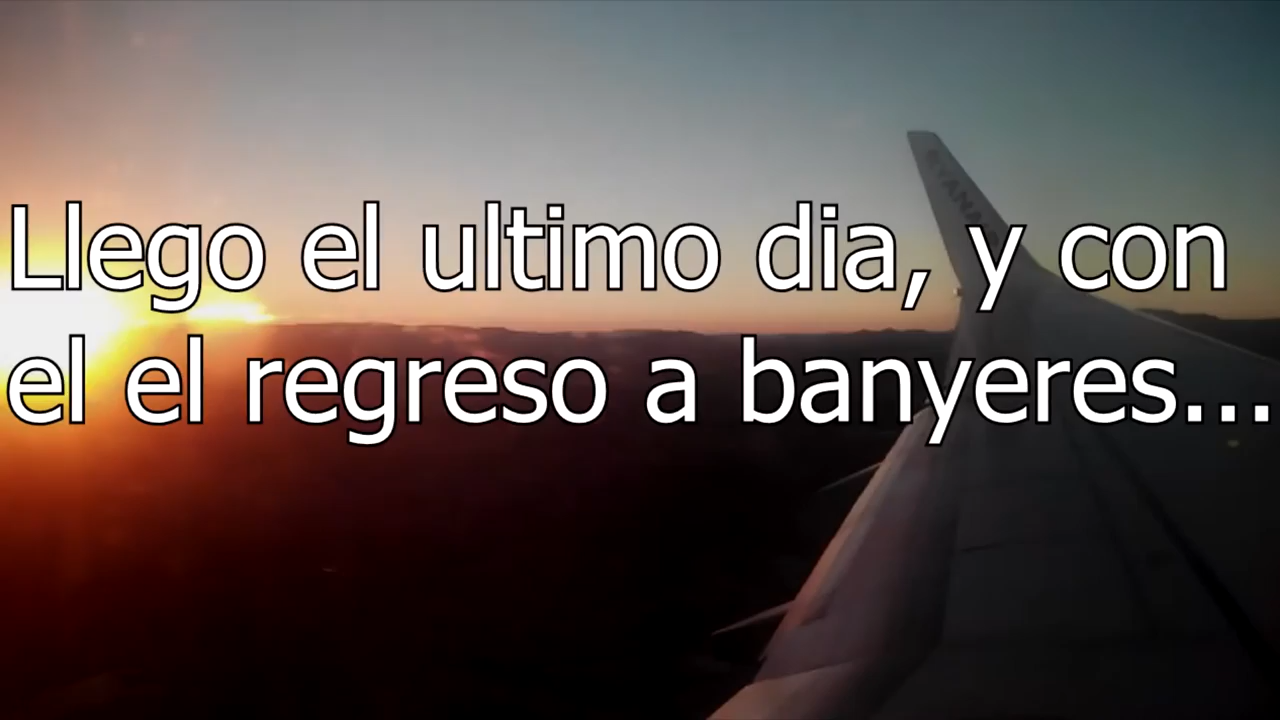 Llego el ultimo dia, y con
el el regreso a banyeres...